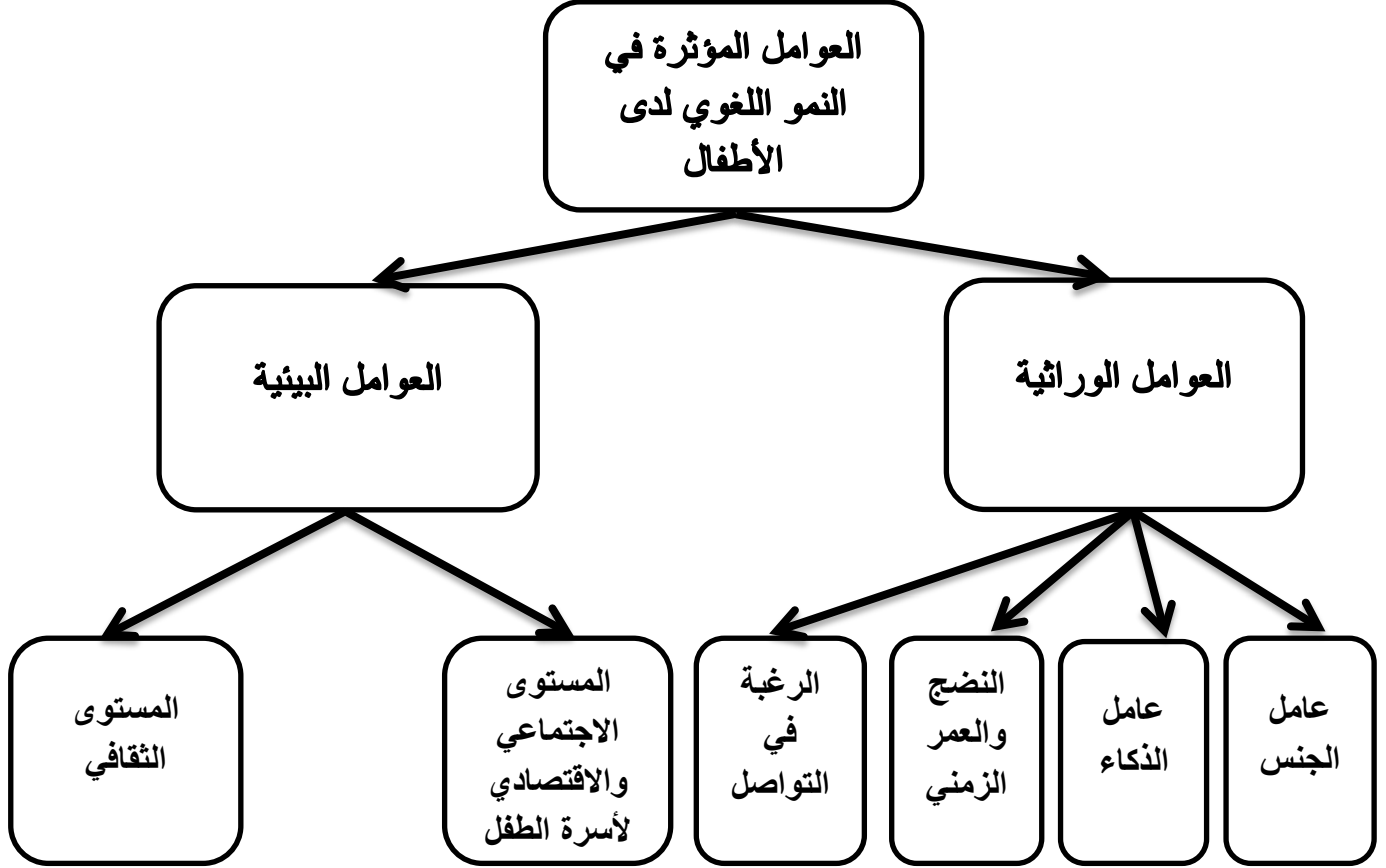 العوامل المؤثرة في
النمو اللغوي لدى
الأطفال
العوامل الوراثية
العوامل البيئية
عامل
الجنس
عامل
الذكاء
النضج
والعمر
الزمني
الرغبة
في
التواصل
المستوى
الاجتماعي
والاقتصادي
لأسرة الطفل
المستوى
الثقافي